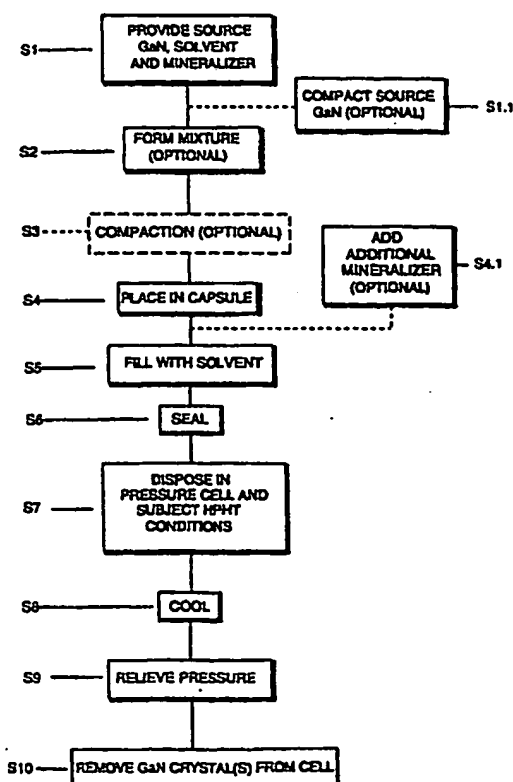 S1
PROVIDE SOURCE
GaN, SOLVENT
AND MINERALIZER
COMPACT SOURCE
GaN (OPTIONAL)
S1.1
S2
FORM MIXTURE
(OPTIONAL)
S3
COMPACTION (OPTIONAL)
ADD
ADDITIONAL
MINERALIZER
(OPTIONAL)
S4.1
S4
PLACE IN CAPSULE
S5
FILL WITH SOLVENT
S6
SEAL
S7
DISPOSE IN
PRESSURE CELL AND
SUBJECT HPHT
CONDITIONS
S8
COOL
S9
RELIEVE PRESSURE
S10
REMOVE GaN CRYSTAL(S) FROM CELL